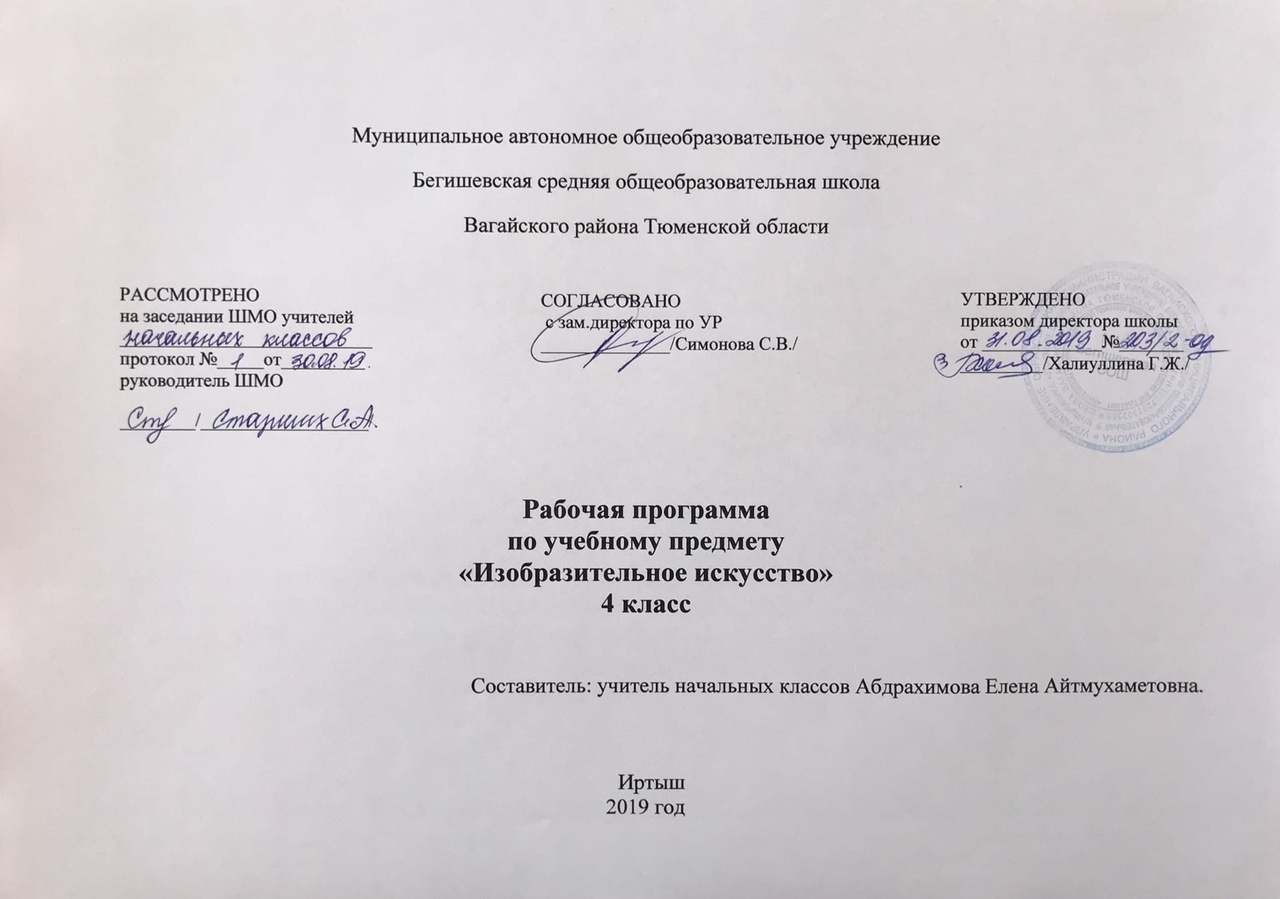 Муниципальное автономное общеобразовательное учреждение
Бегишевская средняя общеобразовательная школа
Вагайского района Тюменской области
РАССМОТРЕНО
на заседании ШМО учителей
начальных классов
протокол № 1 от 30.08.19.
руководитель ШМО
/ Старших С.А.
СОГЛАСОВАНО
с зам.директора по УР
/Симонова С.В./
УТВЕРЖДЕНО
приказом директора школы
от 31.08.2019 №203/2-од
/Халиуллина Г.Ж./
Рабочая программа
по учебному предмету
«Изобразительное искусство»
4 класс
Составитель: учитель начальных классов Абдрахимова Елена Айтмухаметовна.
Иртыш
2019 год